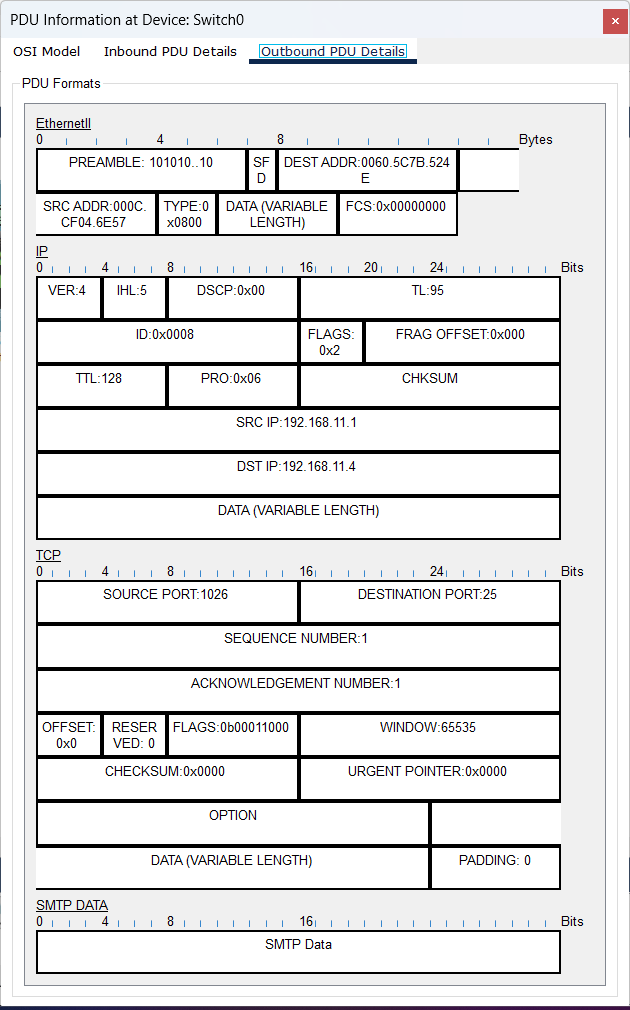 PDU Information at Device: Switch0
×
OSI Model Inbound PDU Details Outbound PDU Details
PDU Formats
EthernetII
0 4 8 Bytes
PREAMBLE: 101010..10 SF DEST ADDR:0060.5C7B.524
D E
SRC ADDR:000C. TYPE:0 DATA (VARIABLE FCS:0x00000000
CF04.6E57 x0800 LENGTH)
IP
0 4 8 16 20 24 Bits
VER:4 IHL:5 DSCP:0x00 TL:95
ID:0x0008 FLAGS: FRAG OFFSET:0x000
0x2
TTL:128 PRO:0x06 CHKSUM
SRC IP:192.168.11.1
DST IP:192.168.11.4
DATA (VARIABLE LENGTH)
TCP
0 4 8 16 24 Bits
SOURCE PORT:1026 DESTINATION PORT:25
SEQUENCE NUMBER:1
ACKNOWLEDGEMENT NUMBER:1
OFFSET: RESER FLAGS:0b00011000 WINDOW:65535
0x0 VED: 0
CHECKSUM:0x0000 URGENT POINTER:0x0000
OPTION
DATA (VARIABLE LENGTH) PADDING: 0
SMTP DATA
0 4 8 16 Bits
SMTP Data